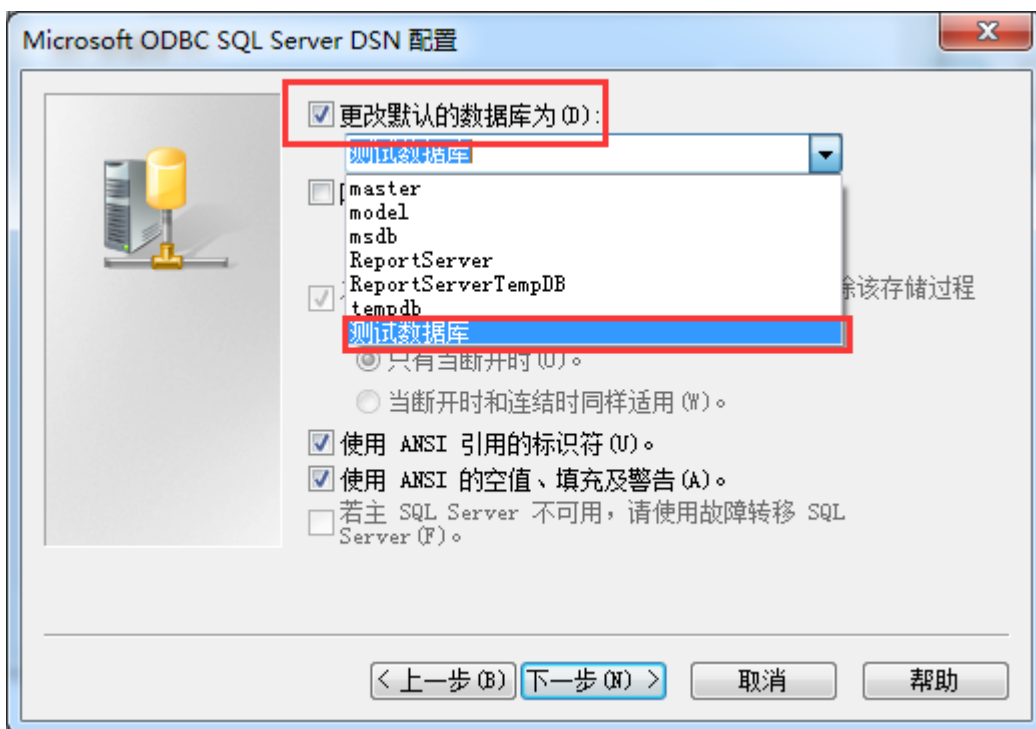 Microsoft ODBC SQL Server DSN 配置
更改默认的数据库为(D):
测试数据库
master
model
msdb
ReportServer
ReportServerTempDB
tempdb
测试数据库
除该存储过程
只有当断开时(U)。
当断开时和连结时同样适用(W)。
使用 ANSI 引用的标识符(U)。
使用 ANSI 的空值、填充及警告(A)。
若主 SQL Server 不可用，请使用故障转移 SQL
Server(F)。
< 上一步(B)
下一步(N) >
取消
帮助